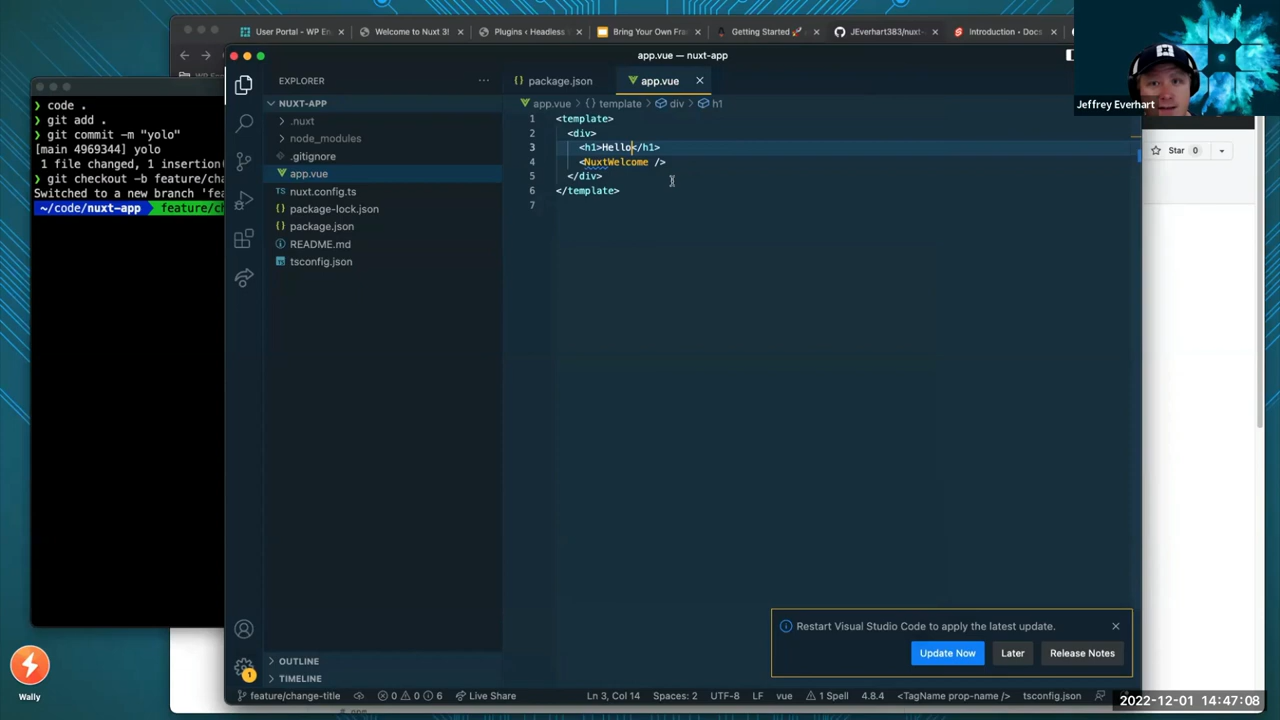 User Portal - WP En
Welcome to Nuxt 3!
Plugins < Headless
Bring Your Own Fra
Getting Started 🚀
JEverhart383/nuxt-
Introduction · Docs
app.vue — nuxt-app
Jeffrey Everhart
Star 0
❯ code .
❯ git add .
❯ git commit -m "yolo"
[main 4969344] yolo
1 file changed, 1 insertion(
❯ git checkout -b feature/cha
Switched to a new branch 'fea
~/code/nuxt-app feature/ch
EXPLORER
NUXT-APP
.nuxt
node_modules
.gitignore
app.vue
nuxt.config.ts
package-lock.json
package.json
README.md
tsconfig.json
OUTLINE
TIMELINE
package.json
app.vue
app.vue > {} template > div > h1
1 <template>
2 <div>
3 <h1>Hello</h1>
4 <NuxtWelcome />
5 </div>
6 </template>
7
Restart Visual Studio Code to apply the latest update.
Update Now
Later
Release Notes
1
Wally
feature/change-title 0 0 6 Live Share Ln 3, Col 14 Spaces: 2 UTF-8 LF vue 1 Spell 4.8.4 <TagName prop-name /> tsconfig.json
2022-12-01 14:47:08